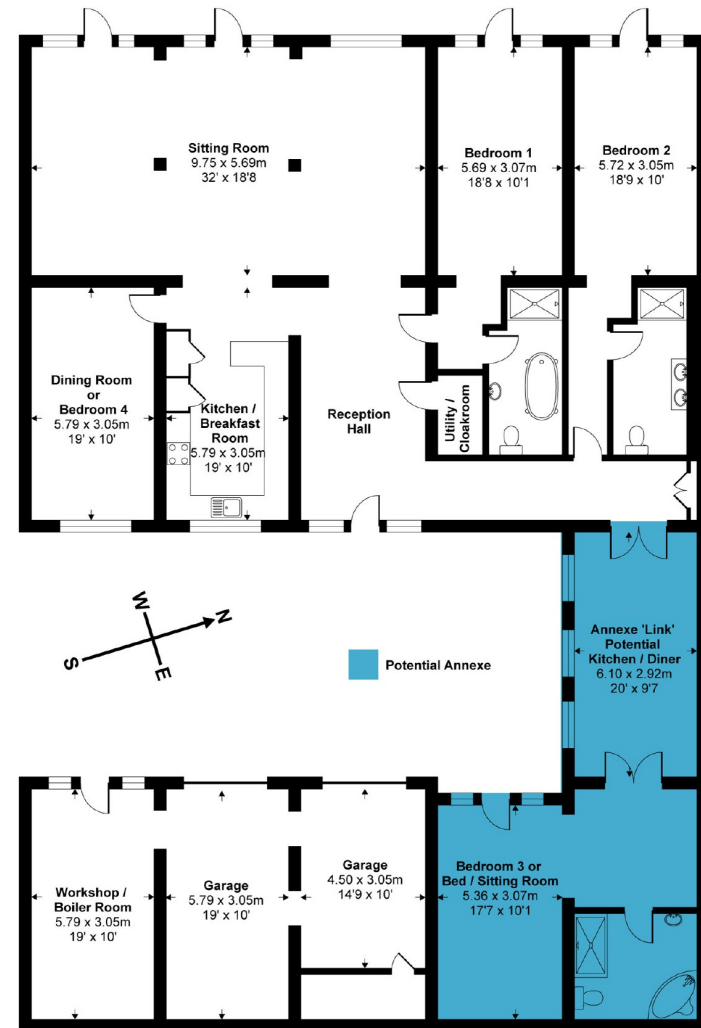 Sitting Room
9.75 x 5.69m
32' x 18'8
Bedroom 1
5.69 x 3.07m
18'8 x 10'1
Bedroom 2
5.72 x 3.05m
18'9 x 10'
Dining Room
or
Bedroom 4
5.79 x 3.05m
19' x 10'
Kitchen /
Breakfast
Room
5.79 x 3.05m
19' x 10'
Reception
Hall
Utility /
Cloakroom
W
N
S
E
Potential Annexe
Annexe 'Link'
Potential
Kitchen / Diner
6.10 x 2.92m
20' x 9'7
Workshop /
Boiler Room
5.79 x 3.05m
19' x 10'
Garage
5.79 x 3.05m
19' x 10'
Garage
4.50 x 3.05m
14'9 x 10'
Bedroom 3 or
Bed / Sitting Room
5.36 x 3.07m
17'7 x 10'1